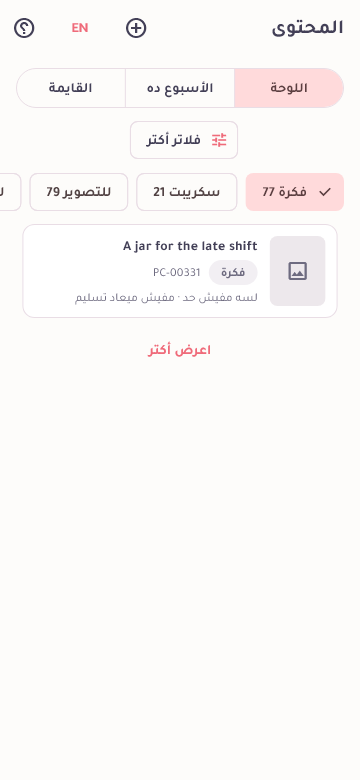 المحتوى
EN
اللوحة
الأسبوع ده
القايمة
فلاتر أكتر
فكرة 77
سكريبت 21
للتصوير 79
A jar for the late shift
فكرة
PC-00331
لسه مفيش حد · مفيش ميعاد تسليم
اعرض أكتر